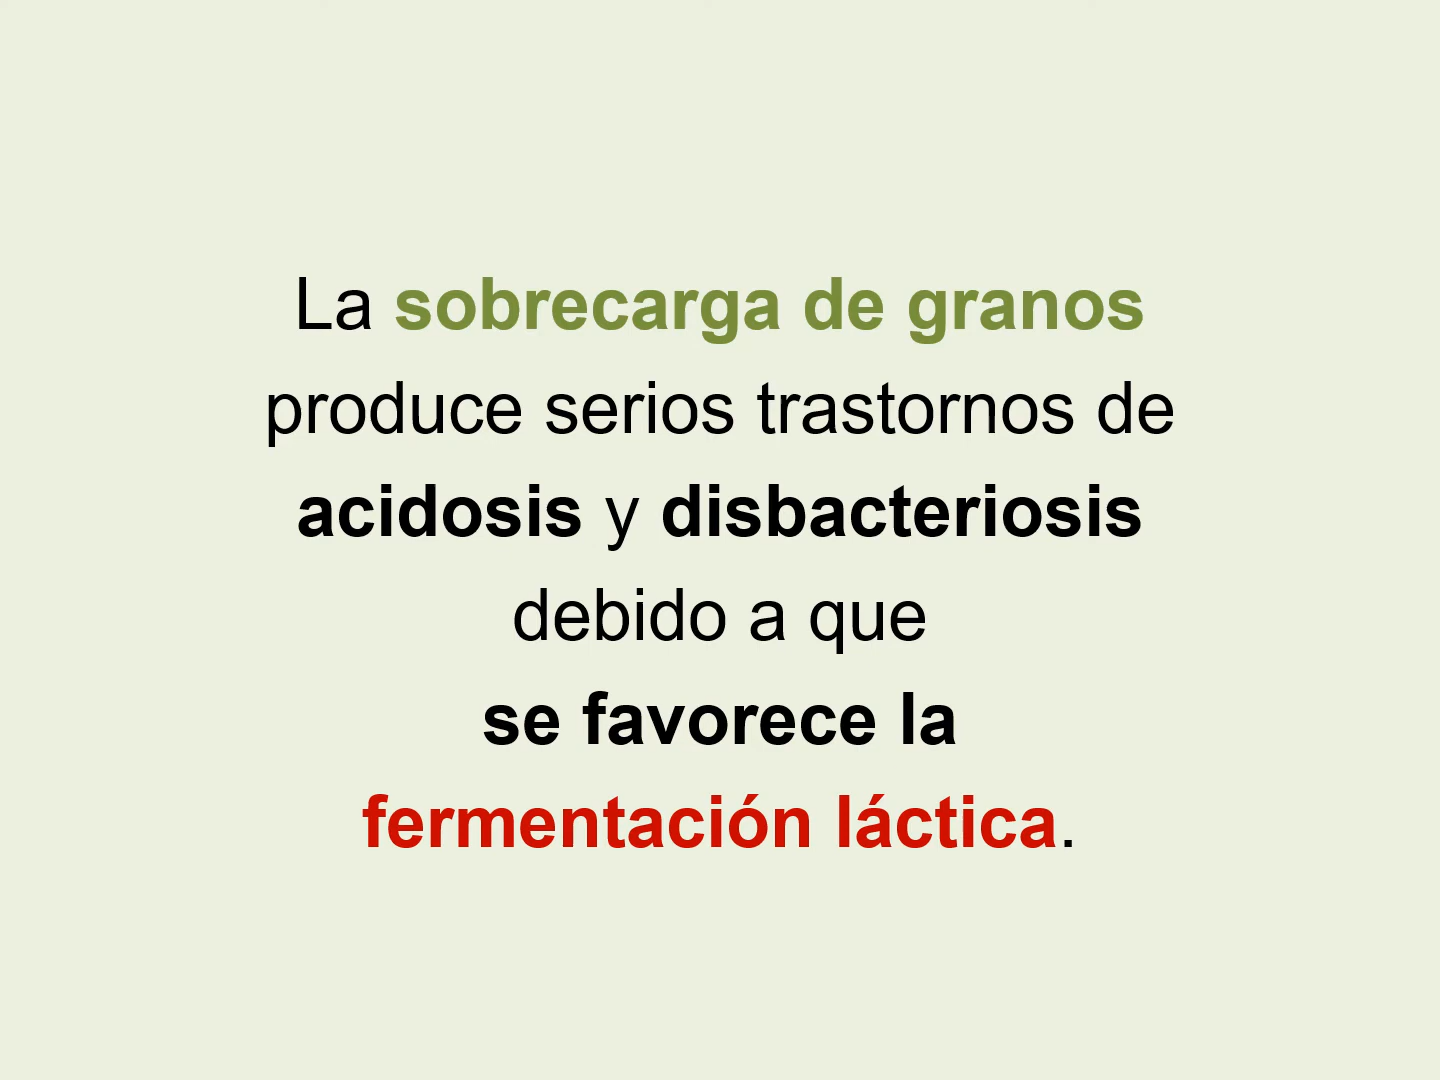 La sobrecarga de granos
produce serios trastornos de
acidosis y disbacteriosis
debido a que
se favorece la
fermentación láctica.